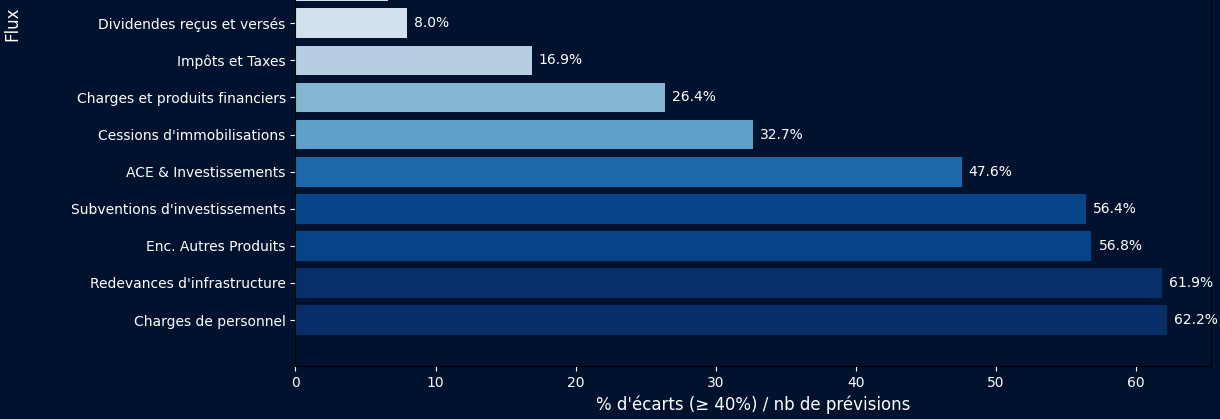 Flux
Dividendes reçus et versés 8.0%
Impôts et Taxes 16.9%
Charges et produits financiers 26.4%
Cessions d'immobilisations 32.7%
ACE & Investissements 47.6%
Subventions d'investissements 56.4%
Enc. Autres Produits 56.8%
Redevances d'infrastructure 61.9%
Charges de personnel 62.2%
0 10 20 30 40 50 60
% d'écarts (≥ 40%) / nb de prévisions